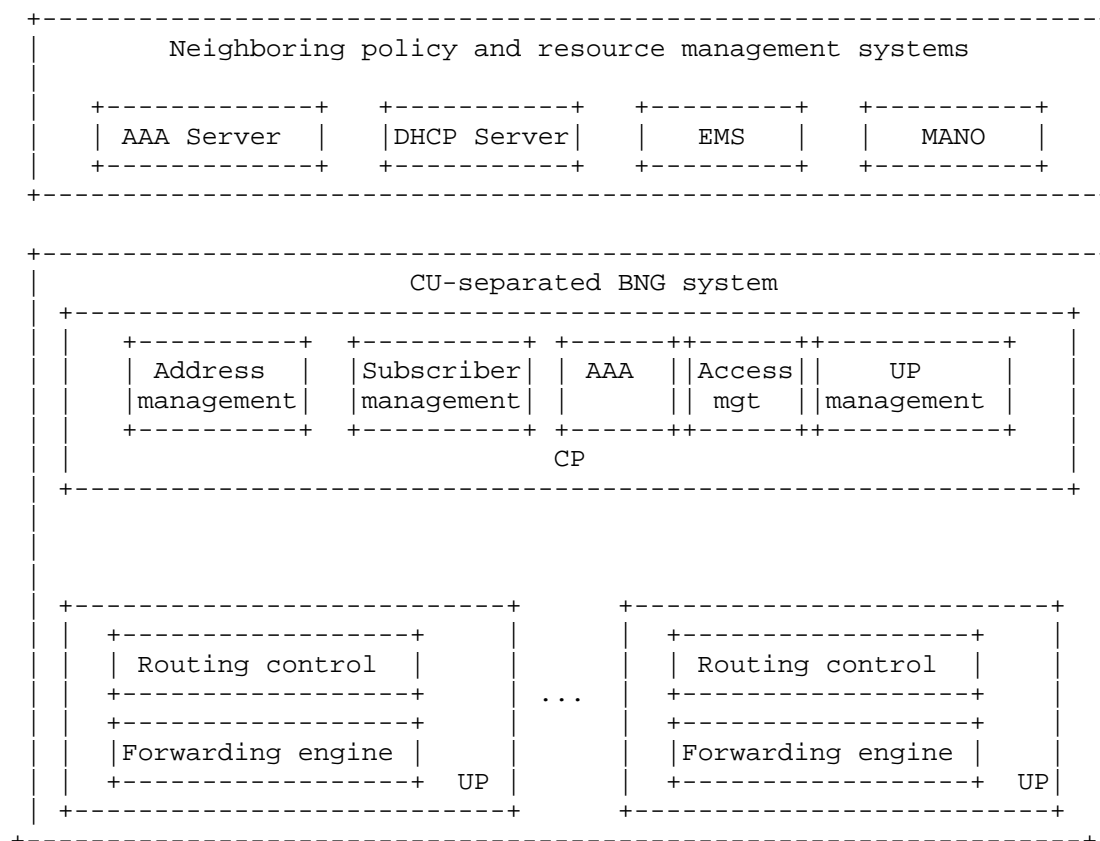 Neighboring policy and resource management systems
AAA Server DHCP Server EMS MANO
CU-separated BNG system
Address Subscriber AAA Access UP
management management mgt management
CP
Routing control Routing control
...
Forwarding engine Forwarding engine
UP UP